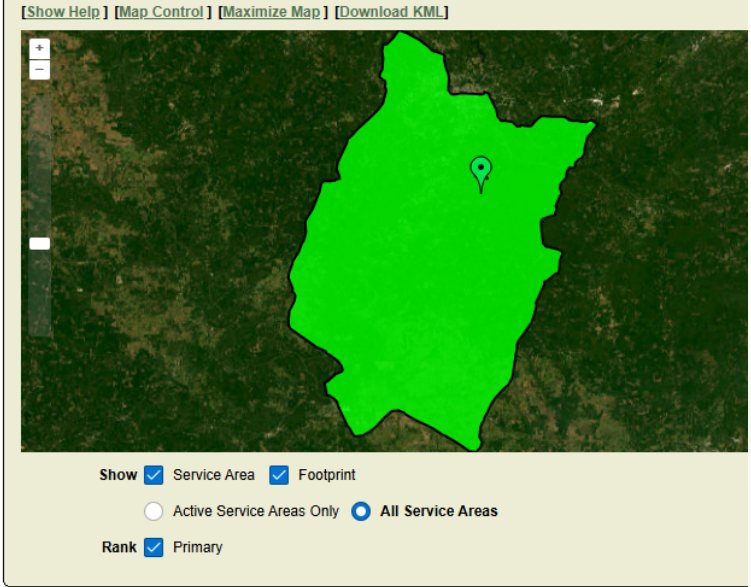 [Show Help ] [Map Control ] [Maximize Map ] [Download KML]
+
−
Show Service Area Footprint
Active Service Areas Only All Service Areas
Rank Primary